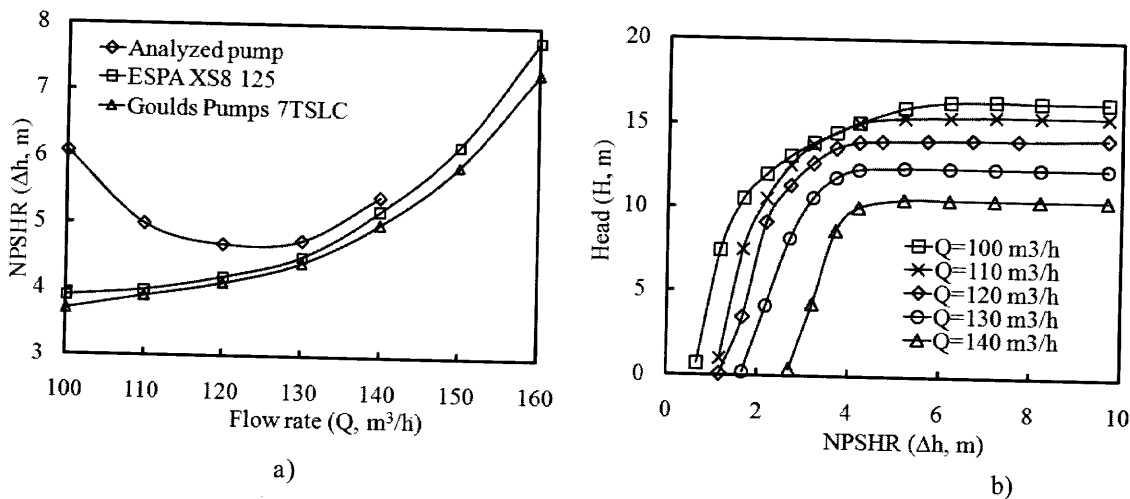 8
7
6
5
4
3
NPSHR (Δh, m)
Analyzed pump
ESPA XS8 125
Goulds Pumps 7TSLC
100 110 120 130 140 150 160
Flow rate (Q, m³/h)
a)
20
15
10
5
0
Head (H, m)
Q=100 m3/h
Q=110 m3/h
Q=120 m3/h
Q=130 m3/h
Q=140 m3/h
0 2 4 6 8 10
NPSHR (Δh, m)
b)